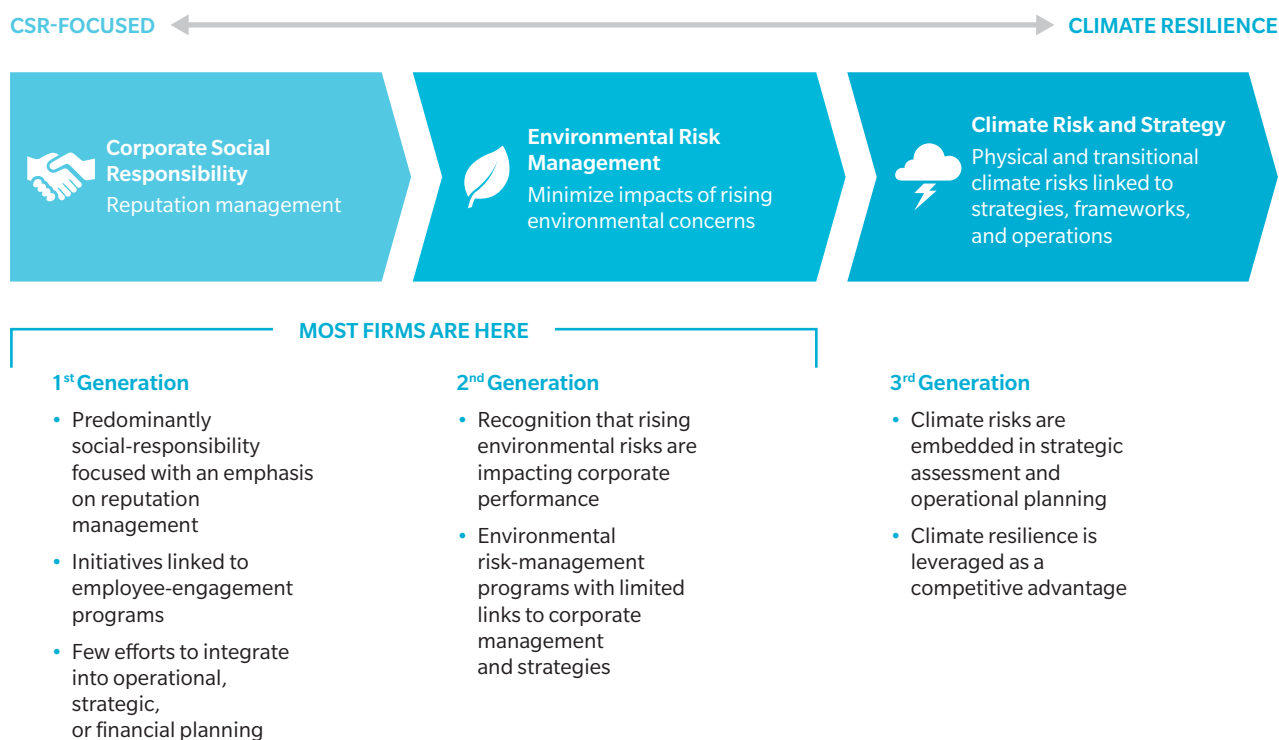 CSR-FOCUSED
CLIMATE RESILIENCE
Corporate Social
Responsibility
Reputation management
Environmental Risk
Management
Minimize impacts of rising
environmental concerns
Climate Risk and Strategy
Physical and transitional
climate risks linked to
strategies, frameworks,
and operations
MOST FIRMS ARE HERE
1st Generation
• Predominantly
social-responsibility
focused with an emphasis
on reputation
management
• Initiatives linked to
employee-engagement
programs
• Few efforts to integrate
into operational,
strategic,
or financial planning
2nd Generation
• Recognition that rising
environmental risks are
impacting corporate
performance
• Environmental
risk-management
programs with limited
links to corporate
management
and strategies
3rd Generation
• Climate risks are
embedded in strategic
assessment and
operational planning
• Climate resilience is
leveraged as a
competitive advantage